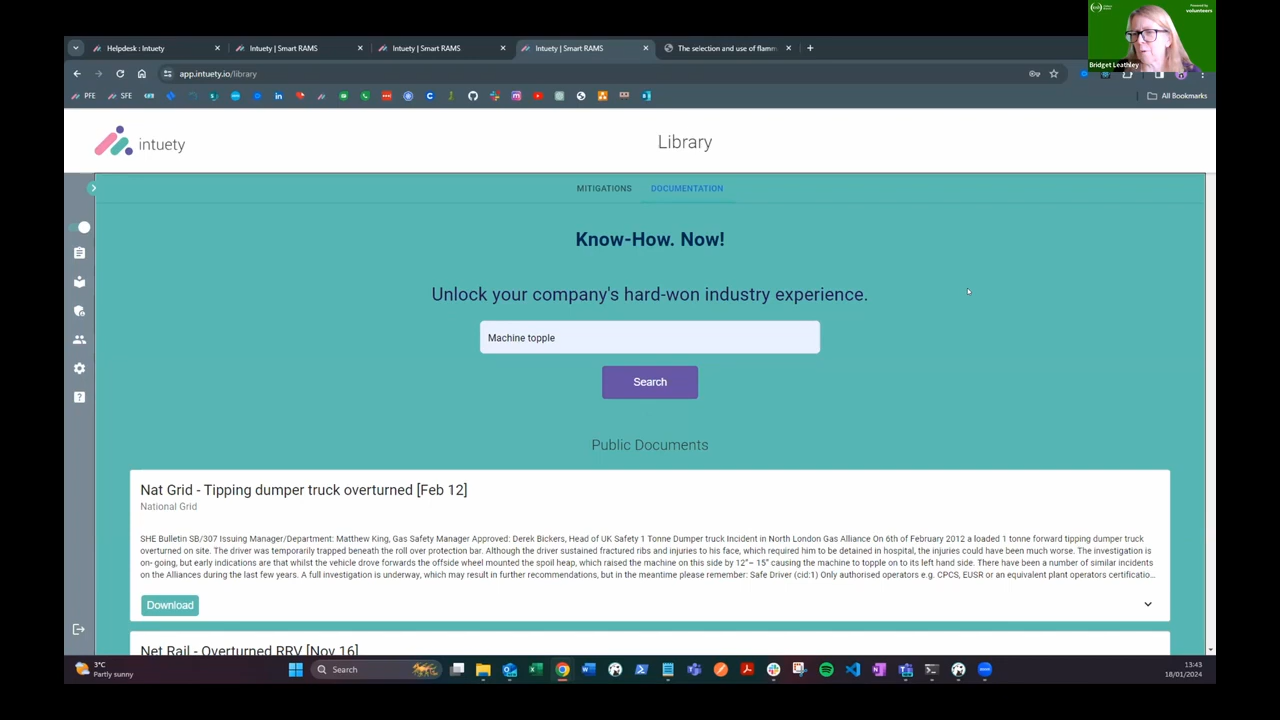 Powered by
volunteers
Bridget Leathley
Helpdesk : Intuety
Intuety | Smart RAMS
Intuety | Smart RAMS
Intuety | Smart RAMS
The selection and use of flamm
app.intuety.io/library
PFE
SFE
All Bookmarks
intuety
Library
MITIGATIONS
DOCUMENTATION
Know-How. Now!
Unlock your company's hard-won industry experience.
Machine topple
Search
Public Documents
Nat Grid - Tipping dumper truck overturned [Feb 12]
National Grid
SHE Bulletin SB/307 Issuing Manager/Department: Matthew King, Gas Safety Manager Approved: Derek Bickers, Head of UK Safety 1 Tonne Dumper truck Incident in North London Gas Alliance On 6th of February 2012 a loaded 1 tonne forward tipping dumper truck
overturned on site. The driver was temporarily trapped beneath the roll over protection bar. Although the driver sustained fractured ribs and injuries to his face, which required him to be detained in hospital, the injuries could have been much worse. The investigation is
on- going, but early indications are that whilst the vehicle drove forwards the offside wheel mounted the spoil heap, which raised the machine on this side by 12"– 15" causing the machine to topple on to its left hand side. There have been a number of similar incidents
on the Alliances during the last few years. A full investigation is underway, which may result in further recommendations, but in the meantime please remember: Safe Driver (cid:1) Only authorised operators e.g. CPCS, EUSR or an equivalent plant operators certificatio...
Download
Net Rail - Overturned RRV [Nov 16]
3°C
Partly sunny
Search
13:43
18/01/2024